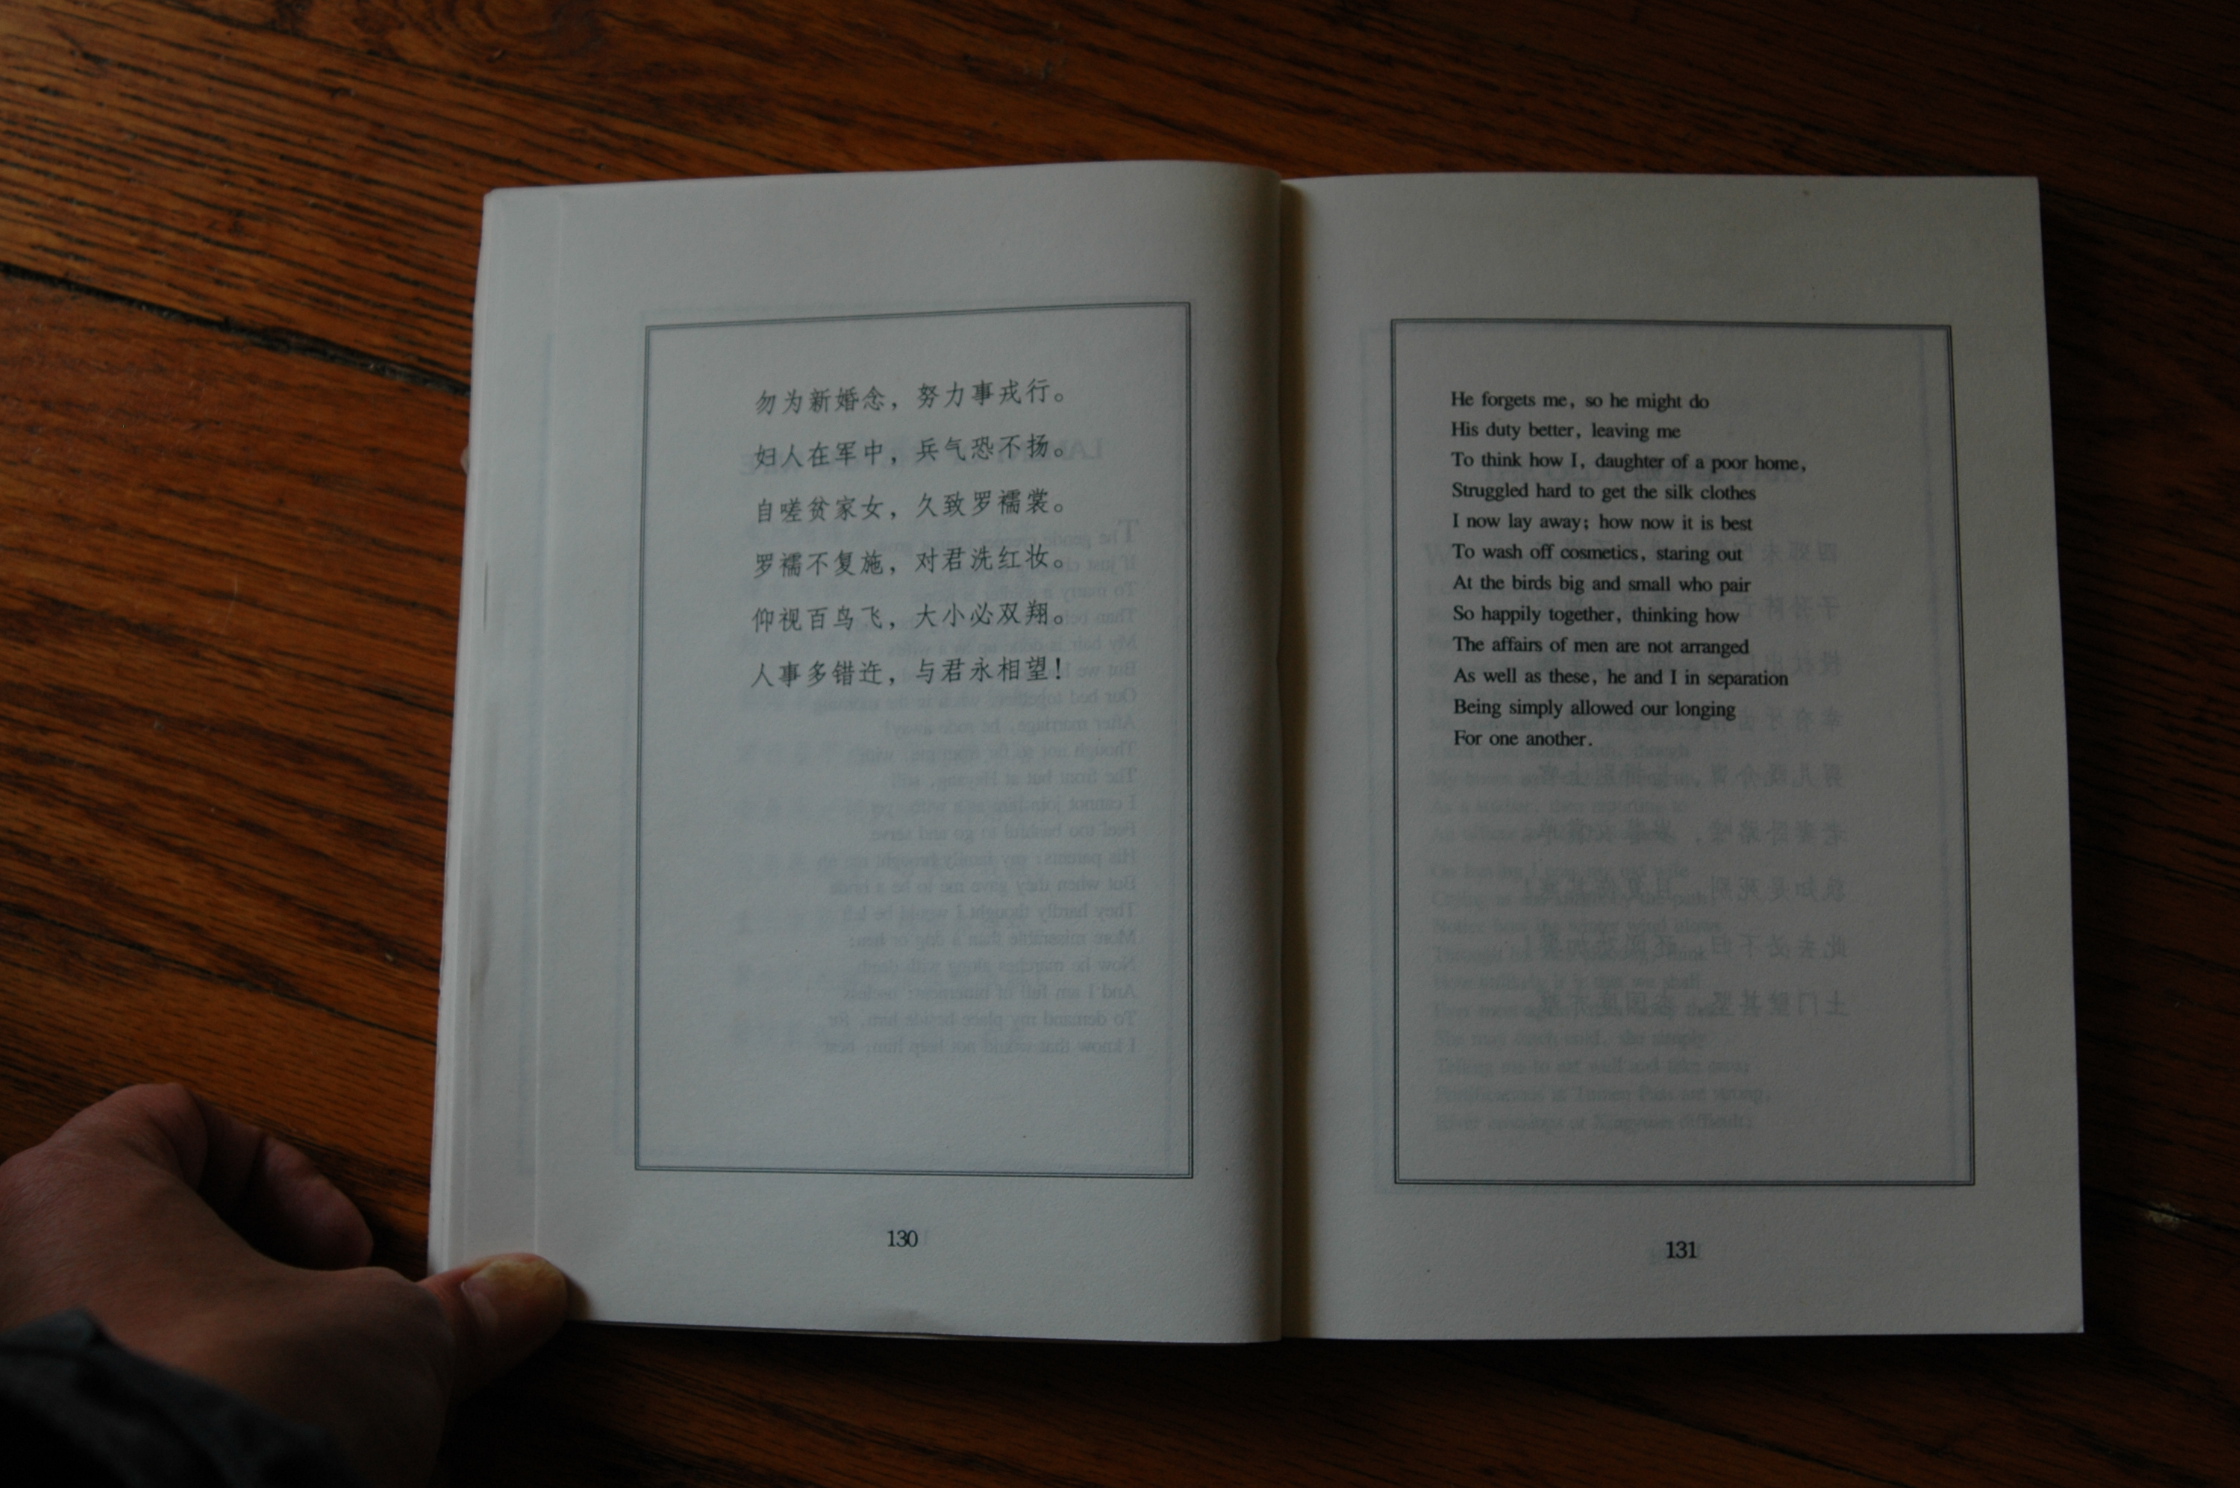 勿为新婚念，努力事戎行。
妇人在军中，兵气恐不扬。
自嗟贫家女，久致罗襦裳。
罗襦不复施，对君洗红妆。
仰视百鸟飞，大小必双翔。
人事多错迕，与君永相望！
130
He forgets me, so he might do
His duty better, leaving me
To think how I, daughter of a poor home,
Struggled hard to get the silk clothes
I now lay away; how now it is best
To wash off cosmetics, staring out
At the birds big and small who pair
So happily together, thinking how
The affairs of men are not arranged
As well as these, he and I in separation
Being simply allowed our longing
For one another.
131